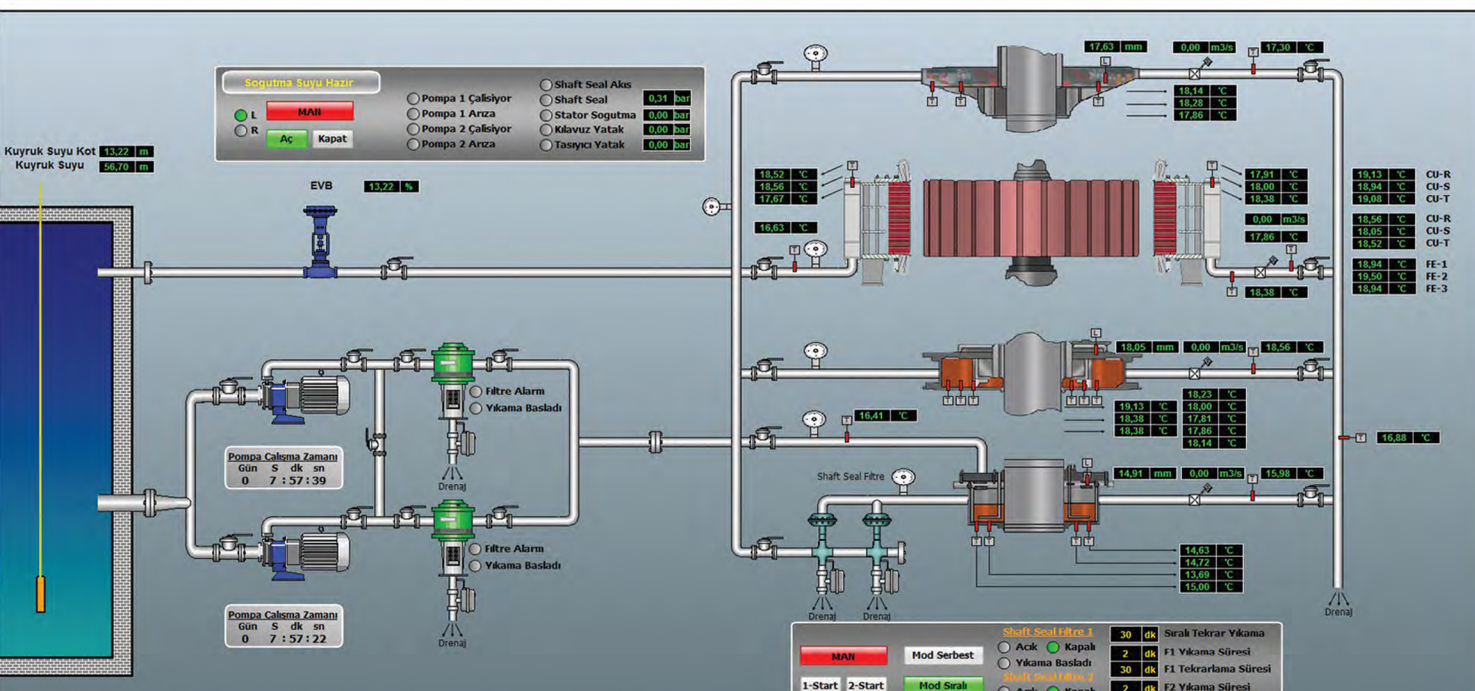 Sogutma Suyu Hazır
L
R
MAN
Aç
Kapat
Pompa 1 Çalisiyor
Pompa 1 Arıza
Pompa 2 Çalisiyor
Pompa 2 Arıza
Shaft Seal Akıs
Shaft Seal 0,31 bar
Stator Sogutma 0,00 bar
Kılavuz Yatak 0,00 bar
Tasıyıcı Yatak 0,00 bar
Kuyruk Suyu Kot 13,22 m
Kuyruk Suyu 56,70 m
EVB 13,22 %
17,63 mm 0,00 m3/s T 17,30 °C
L
T T T
18,14 °C
18,28 °C
17,86 °C
T
18,52 °C
18,56 °C
17,67 °C
16,63 °C
T
T
17,91 °C
18,00 °C
18,38 °C
0,00 m3/s
17,86 °C
T
T
18,38 °C
19,13 °C CU-R
18,94 °C CU-S
19,08 °C CU-T
18,56 °C CU-R
18,05 °C CU-S
18,52 °C CU-T
18,94 °C FE-1
19,50 °C FE-2
18,94 °C FE-3
L
18,05 mm 0,00 m3/s T 18,56 °C
T T T T T T
19,13 °C
18,38 °C
18,38 °C
18,23 °C
18,00 °C
17,81 °C
17,86 °C
18,14 °C
T 16,41 °C
T 16,88 °C
Filtre Alarm
Yıkama Basladı
Drenaj
Pompa Calisma Zamanı
Gün S dk sn
0 7 : 57 : 39
Filtre Alarm
Yıkama Basladı
Drenaj
Pompa Calisma Zamanı
Gün S dk sn
0 7 : 57 : 22
Shaft Seal Filtre
L
14,91 mm 0,00 m3/s T 15,98 °C
T T T T
14,63 °C
14,72 °C
13,69 °C
15,00 °C
Drenaj Drenaj
Drenaj
MAN
Mod Serbest
1-Start 2-Start
Mod Sıralı
Shaft Seal Filtre 1
Acık Kapalı
Yıkama Basladı
Shaft Seal Filtre 2
Acık Kapalı
30 dk Sıralı Tekrar Yıkama
2 dk F1 Yıkama Süresi
30 dk F1 Tekrarlama Süresi
2 dk F2 Yıkama Süresi